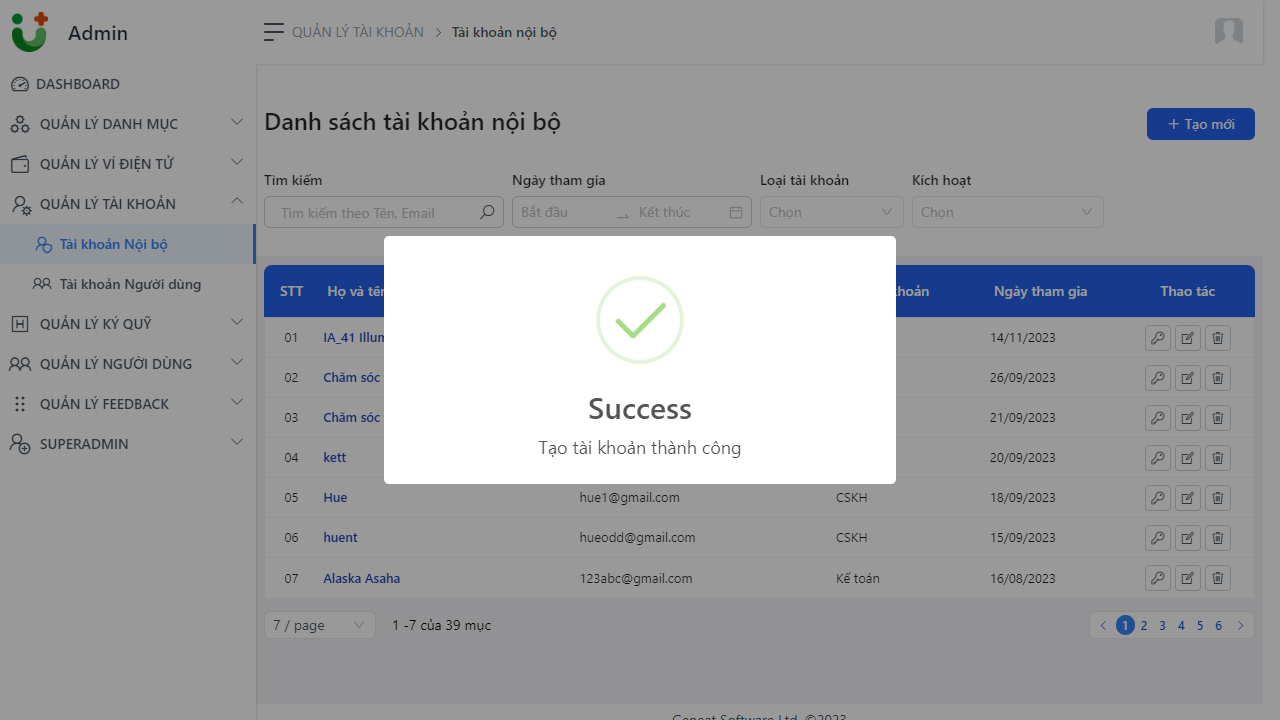 Admin
QUẢN LÝ TÀI KHOẢN
Tài khoản nội bộ
DASHBOARD
QUẢN LÝ DANH MỤC
QUẢN LÝ VÍ ĐIỆN TỬ
QUẢN LÝ TÀI KHOẢN
Tài khoản Nội bộ
Tài khoản Người dùng
QUẢN LÝ KÝ QUỸ
QUẢN LÝ NGƯỜI DÙNG
QUẢN LÝ FEEDBACK
SUPERADMIN
Danh sách tài khoản nội bộ
Tạo mới
Tìm kiếm
Ngày tham gia
Loại tài khoản
Kích hoạt
Tìm kiếm theo Tên, Email
Bắt đầu
Kết thúc
Chọn
Chọn
STT
Họ và tên
Ngày tham gia
Thao tác
01
14/11/2023
02 Chăm sóc
26/09/2023
03 Chăm sóc
21/09/2023
04 kett
20/09/2023
05 Hue hue1@gmail.com CSKH 18/09/2023
06 huent hueodd@gmail.com CSKH 15/09/2023
07 Alaska Asaha 123abc@gmail.com Kế toán 16/08/2023
Success
Tạo tài khoản thành công
7 / page
1 -7 của 39 mục
1 2 3 4 5 6
Geneat Software Ltd. ©2023